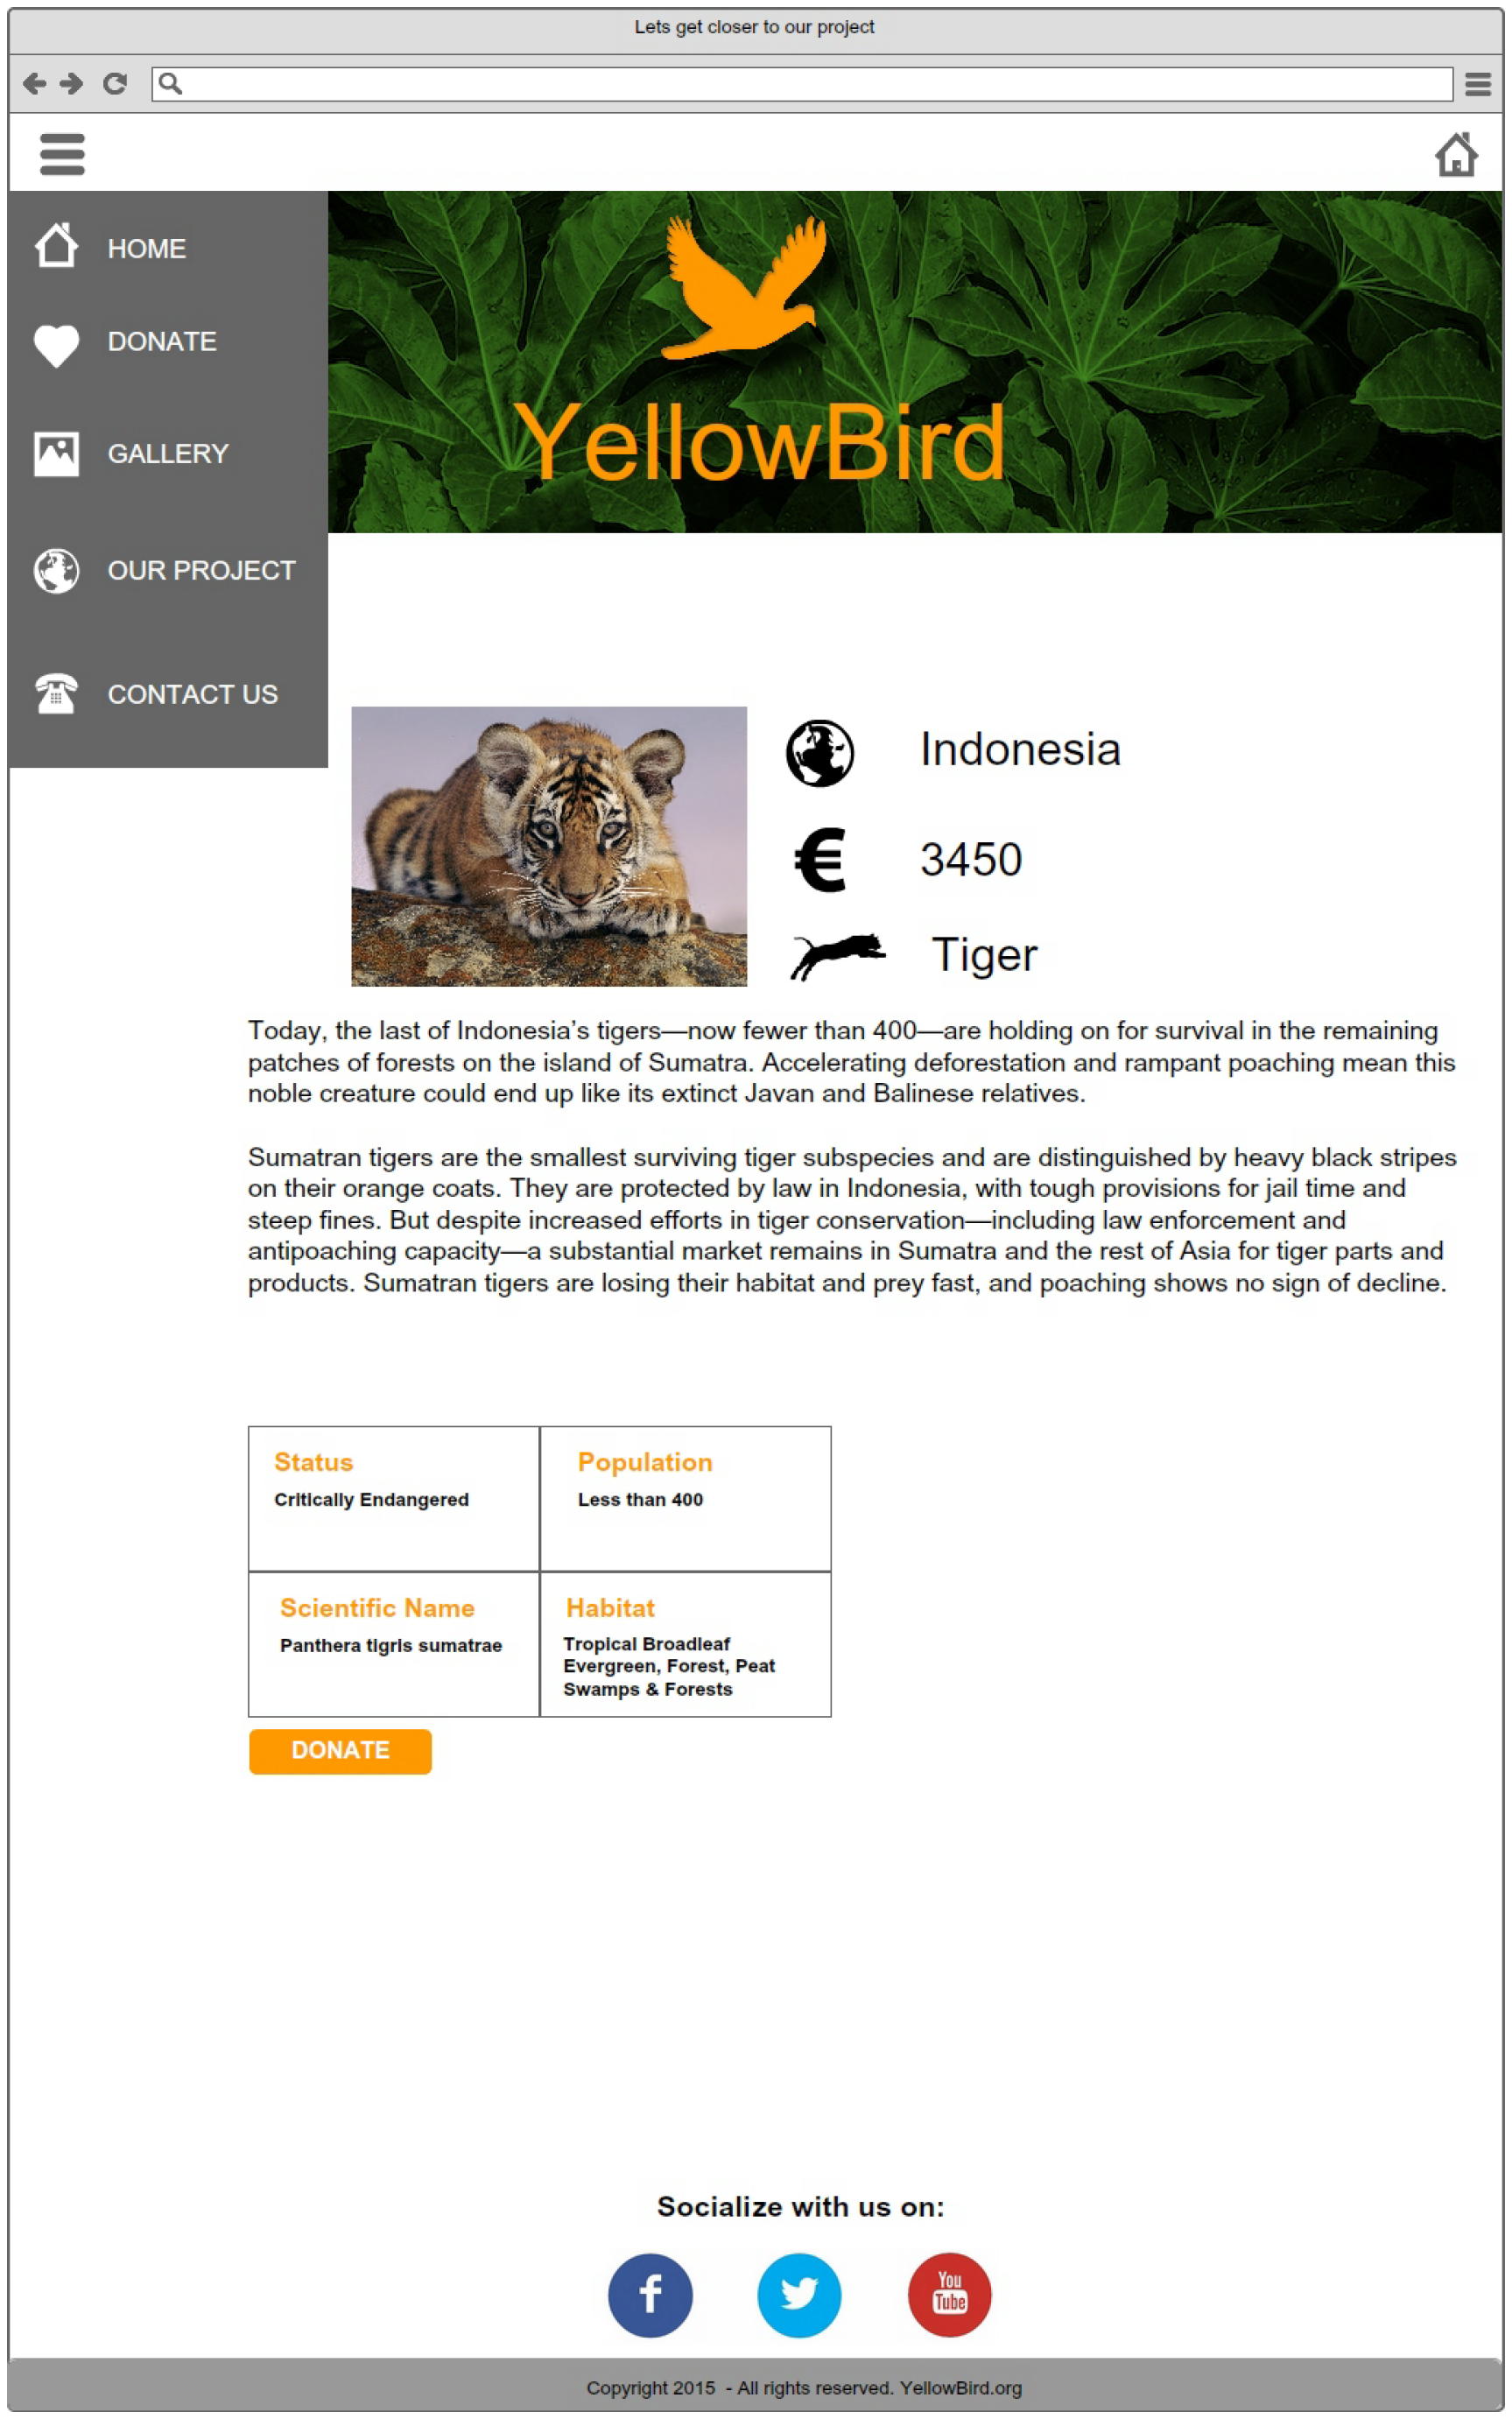 Lets get closer to our project
HOME
DONATE
GALLERY
OUR PROJECT
CONTACT US
YellowBird
Indonesia
€ 3450
Tiger
Today, the last of Indonesia’s tigers—now fewer than 400—are holding on for survival in the remaining
patches of forests on the island of Sumatra. Accelerating deforestation and rampant poaching mean this
noble creature could end up like its extinct Javan and Balinese relatives.
Sumatran tigers are the smallest surviving tiger subspecies and are distinguished by heavy black stripes
on their orange coats. They are protected by law in Indonesia, with tough provisions for jail time and
steep fines. But despite increased efforts in tiger conservation—including law enforcement and
antipoaching capacity—a substantial market remains in Sumatra and the rest of Asia for tiger parts and
products. Sumatran tigers are losing their habitat and prey fast, and poaching shows no sign of decline.
Status
Critically Endangered
Population
Less than 400
Scientific Name
Panthera tigris sumatrae
Habitat
Tropical Broadleaf
Evergreen, Forest, Peat
Swamps & Forests
DONATE
Socialize with us on:
f
You
Tube
Copyright 2015 - All rights reserved. YellowBird.org